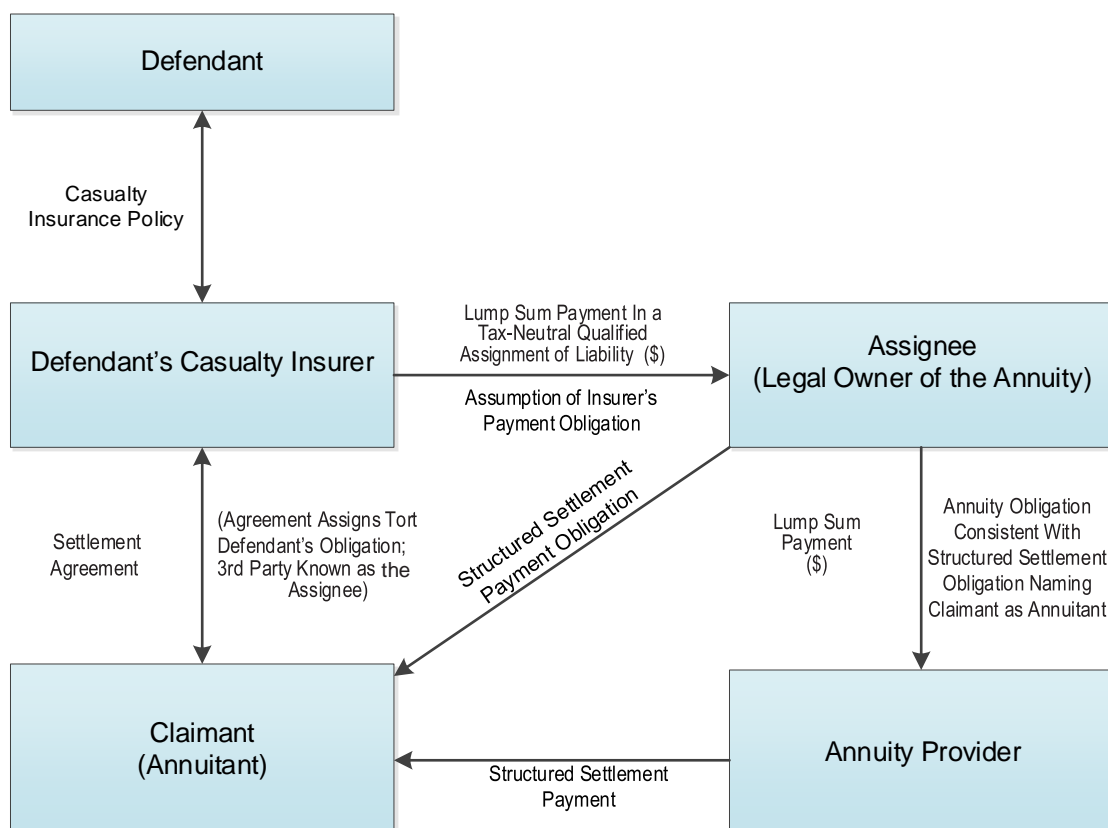 Defendant
Casualty
Insurance Policy
Defendant’s Casualty Insurer
Lump Sum Payment In a
Tax-Neutral Qualified
Assignment of Liability ($)
Assumption of Insurer’s
Payment Obligation
Assignee
(Legal Owner of the Annuity)
Settlement
Agreement
(Agreement Assigns Tort
Defendant’s Obligation;
3rd Party Known as the
Assignee)
Structured Settlement
Payment Obligation
Lump Sum
Payment
($)
Annuity Obligation
Consistent With
Structured Settlement
Obligation Naming
Claimant as Annuitant
Claimant
(Annuitant)
Structured Settlement
Payment
Annuity Provider